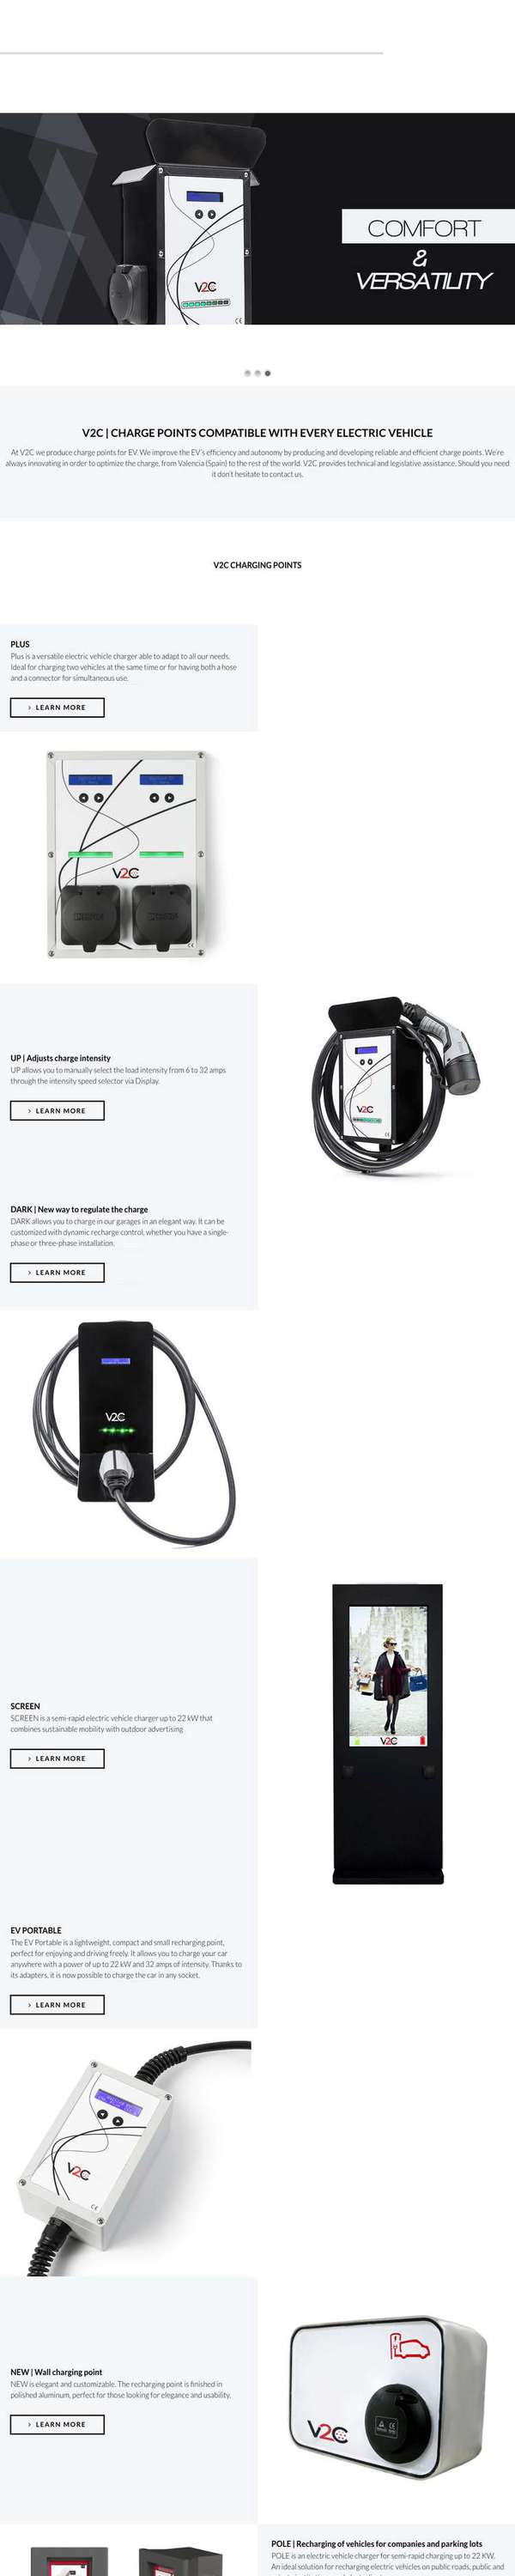 COMFORT
&
VERSATILITY
V2C
CE
V2C | CHARGE POINTS COMPATIBLE WITH EVERY ELECTRIC VEHICLE
At V2C we produce charge points for EV. We improve the EV's efficiency and autonomy by producing and developing reliable and efficient charge points. We're
always innovating in order to optimize the charge, from Valencia (Spain) to the rest of the world. V2C provides technical and legislative assistance. Should you need
it don't hesitate to contact us.
V2C CHARGING POINTS
PLUS
Plus is a versatile electric vehicle charger able to adapt to all our needs.
Ideal for charging two vehicles at the same time or for having both a hose
and a connector for simultaneous use.
> LEARN MORE
V2C
CE
UP | Adjusts charge intensity
UP allows you to manually select the load intensity from 6 to 32 amps
through the intensity speed selector via Display.
> LEARN MORE
V2C
DARK | New way to regulate the charge
DARK allows you to charge in our garages in an elegant way. It can be
customized with dynamic recharge control, whether you have a single-
phase or three-phase installation.
> LEARN MORE
V2C
SCREEN
SCREEN is a semi-rapid electric vehicle charger up to 22 kW that
combines sustainable mobility with outdoor advertising
> LEARN MORE
V2C
EV PORTABLE
The EV Portable is a lightweight, compact and small recharging point,
perfect for enjoying and driving freely. It allows you to charge your car
anywhere with a power of up to 22 kW and 32 amps of intensity. Thanks to
its adapters, it is now possible to charge the car in any socket.
> LEARN MORE
V2C
CE
NEW | Wall charging point
NEW is elegant and customizable. The recharging point is finished in
polished aluminum, perfect for those looking for elegance and usability.
> LEARN MORE
V2C
POLE | Recharging of vehicles for companies and parking lots
POLE is an electric vehicle charger for semi-rapid charging up to 22 KW.
An ideal solution for recharging electric vehicles on public roads, public and